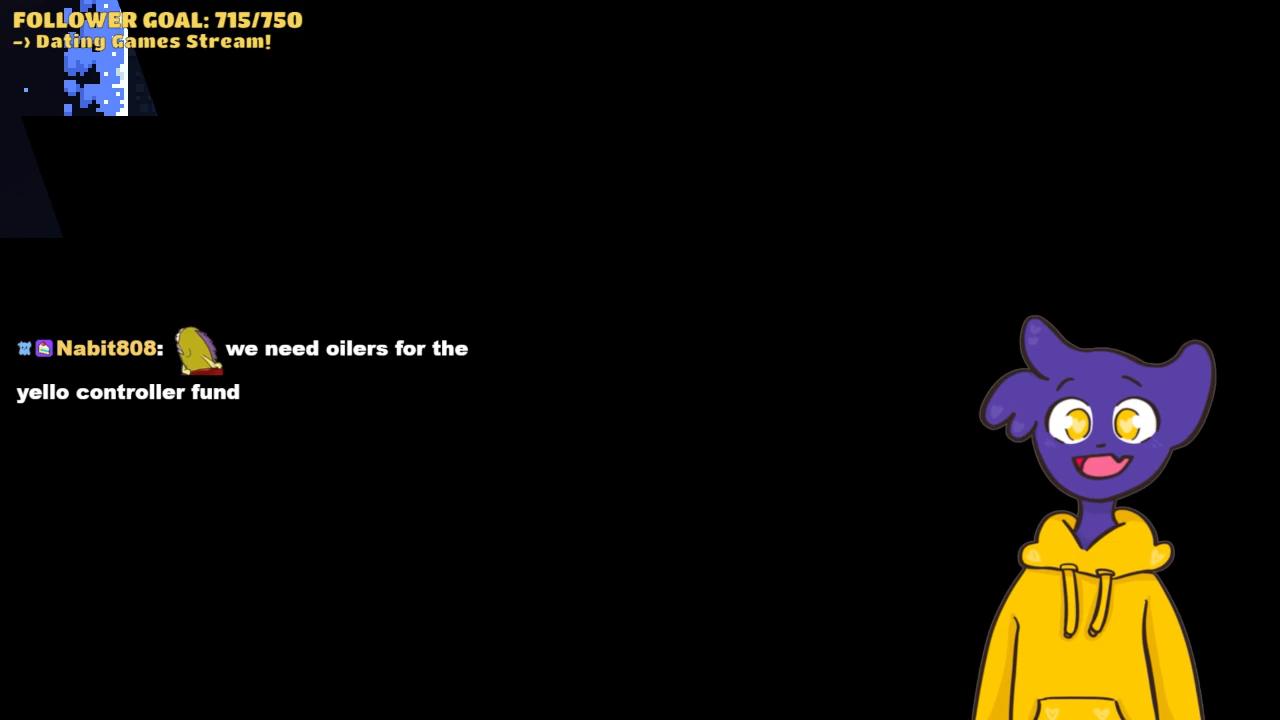 FOLLOWER GOAL: 715/750
-> Dating Games Stream!
Nabit808: we need oilers for the
yello controller fund